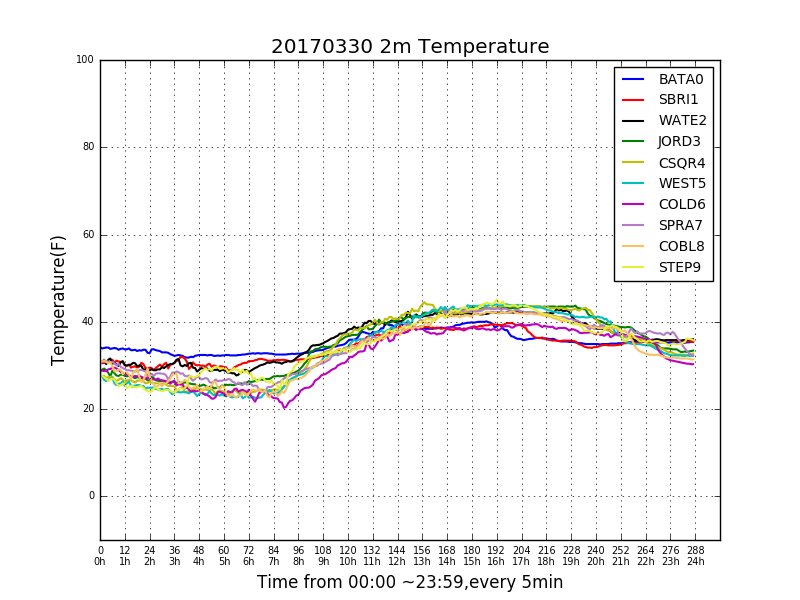 20170330 2m Temperature
100
80
60
40
20
0
Temperature(F)
BATA0
SBRI1
WATE2
JORD3
CSQR4
WEST5
COLD6
SPRA7
COBL8
STEP9
0 12 24 36 48 60 72 84 96 108 120 132 144 156 168 180 192 204 216 228 240 252 264 276 288
0h 1h 2h 3h 4h 5h 6h 7h 8h 9h 10h 11h 12h 13h 14h 15h 16h 17h 18h 19h 20h 21h 22h 23h 24h
Time from 00:00 ~23:59,every 5min